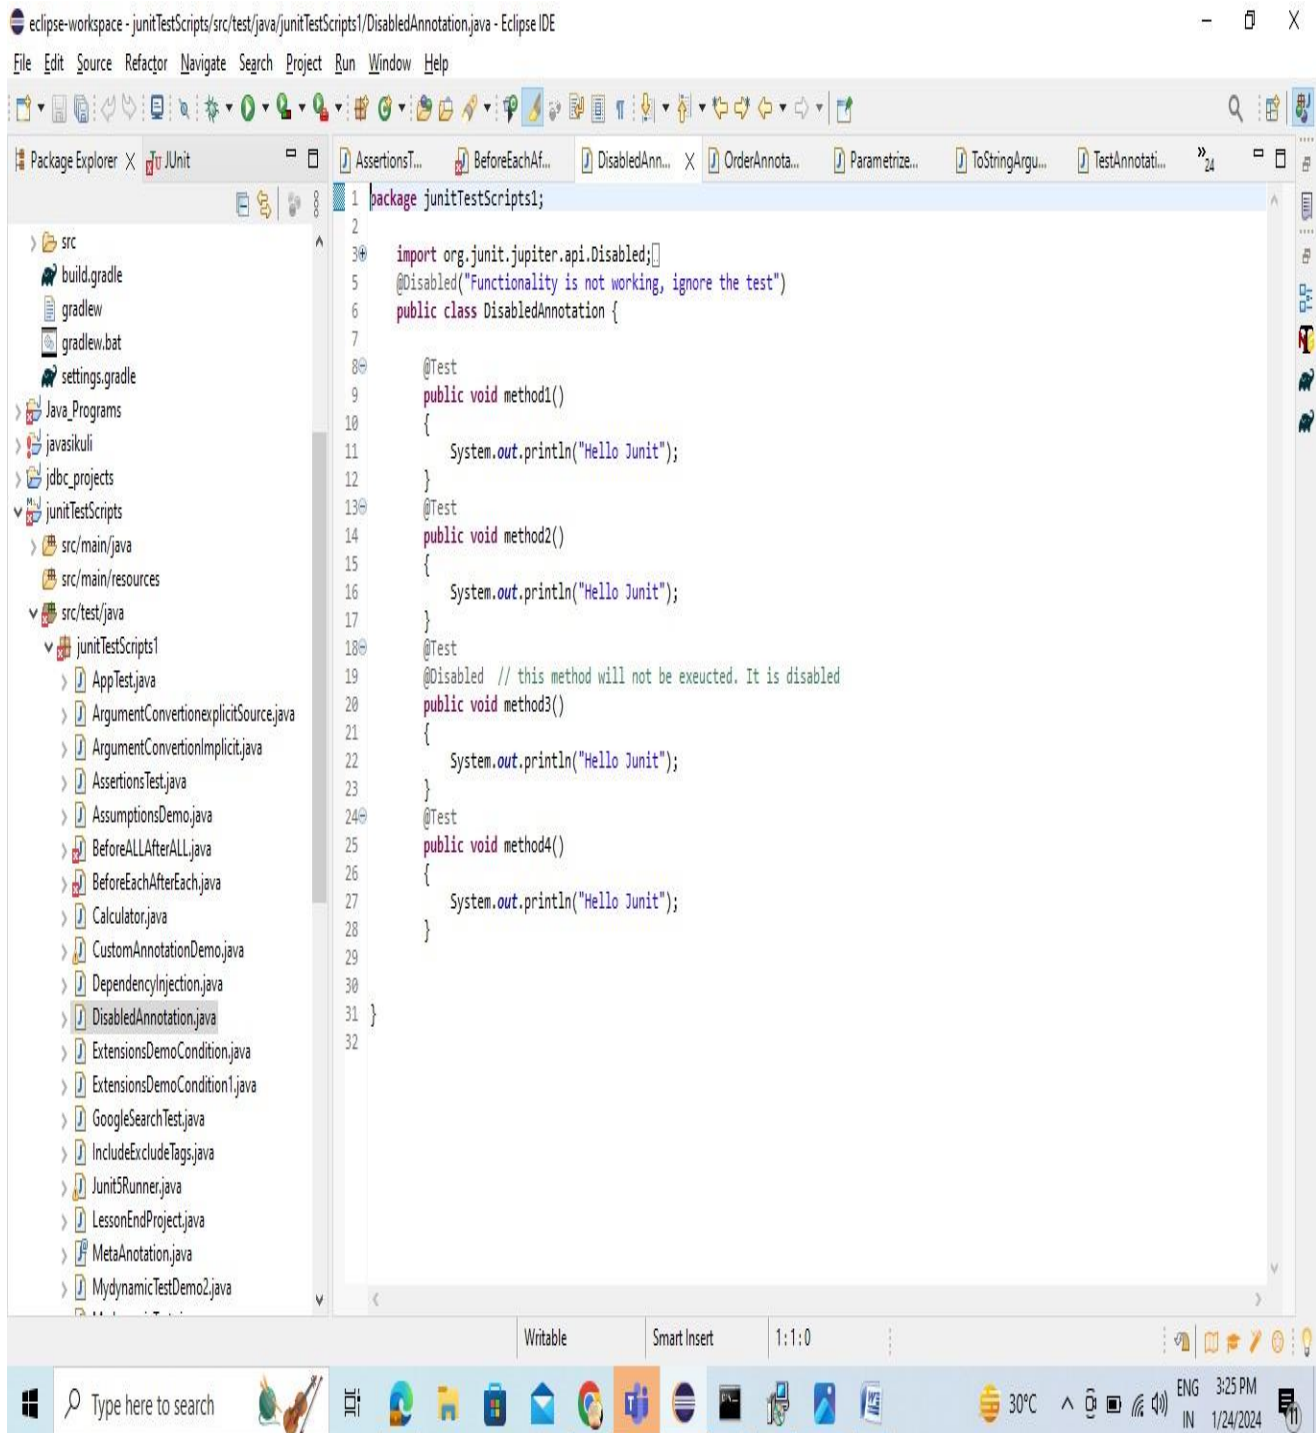 eclipse-workspace - junitTestScripts/src/test/java/junitTestScripts1/DisabledAnnotation.java - Eclipse IDE
File Edit Source Refactor Navigate Search Project Run Window Help
Package Explorer JUnit
AssertionsT... BeforeEachAf... DisabledAnn... OrderAnnota... Parametrize... ToStringArgu... TestAnnotati... »24
src
build.gradle
gradlew
gradlew.bat
settings.gradle
Java_Programs
javasikuli
jdbc_projects
junitTestScripts
src/main/java
src/main/resources
src/test/java
junitTestScripts1
AppTest.java
ArgumentConvertionexplicitSource.java
ArgumentConvertionImplicit.java
AssertionsTest.java
AssumptionsDemo.java
BeforeALLAfterALL.java
BeforeEachAfterEach.java
Calculator.java
CustomAnnotationDemo.java
DependencyInjection.java
DisabledAnnotation.java
ExtensionsDemoCondition.java
ExtensionsDemoCondition1.java
GoogleSearchTest.java
IncludeExcludeTags.java
Junit5Runner.java
LessonEndProject.java
MetaAnotation.java
MydynamicTestDemo2.java
1 package junitTestScripts1;
2
3 import org.junit.jupiter.api.Disabled;
5 @Disabled("Functionality is not working, ignore the test")
6 public class DisabledAnnotation {
7
8 @Test
9 public void method1()
10 {
11 System.out.println("Hello Junit");
12 }
13 @Test
14 public void method2()
15 {
16 System.out.println("Hello Junit");
17 }
18 @Test
19 @Disabled // this method will not be exeucted. It is disabled
20 public void method3()
21 {
22 System.out.println("Hello Junit");
23 }
24 @Test
25 public void method4()
26 {
27 System.out.println("Hello Junit");
28 }
29
30
31 }
32
Writable Smart Insert 1:1:0
Type here to search
30°C ENG 3:25 PM
IN 1/24/2024
11